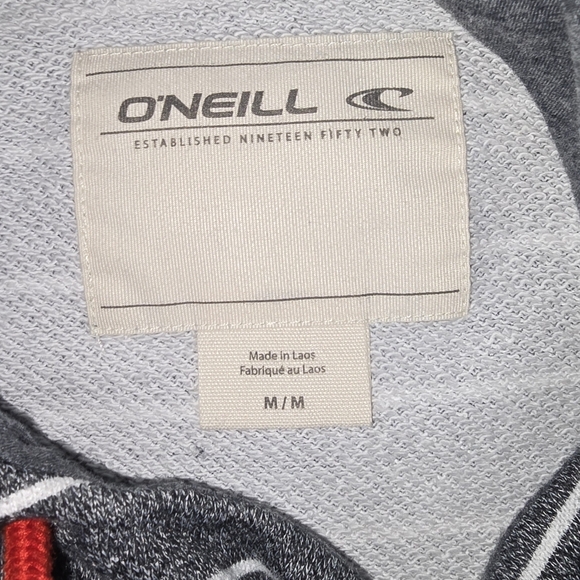 O'NEILL
ESTABLISHED NINETEEN FIFTY TWO
Made in Laos
Fabriqué au Laos
M / M